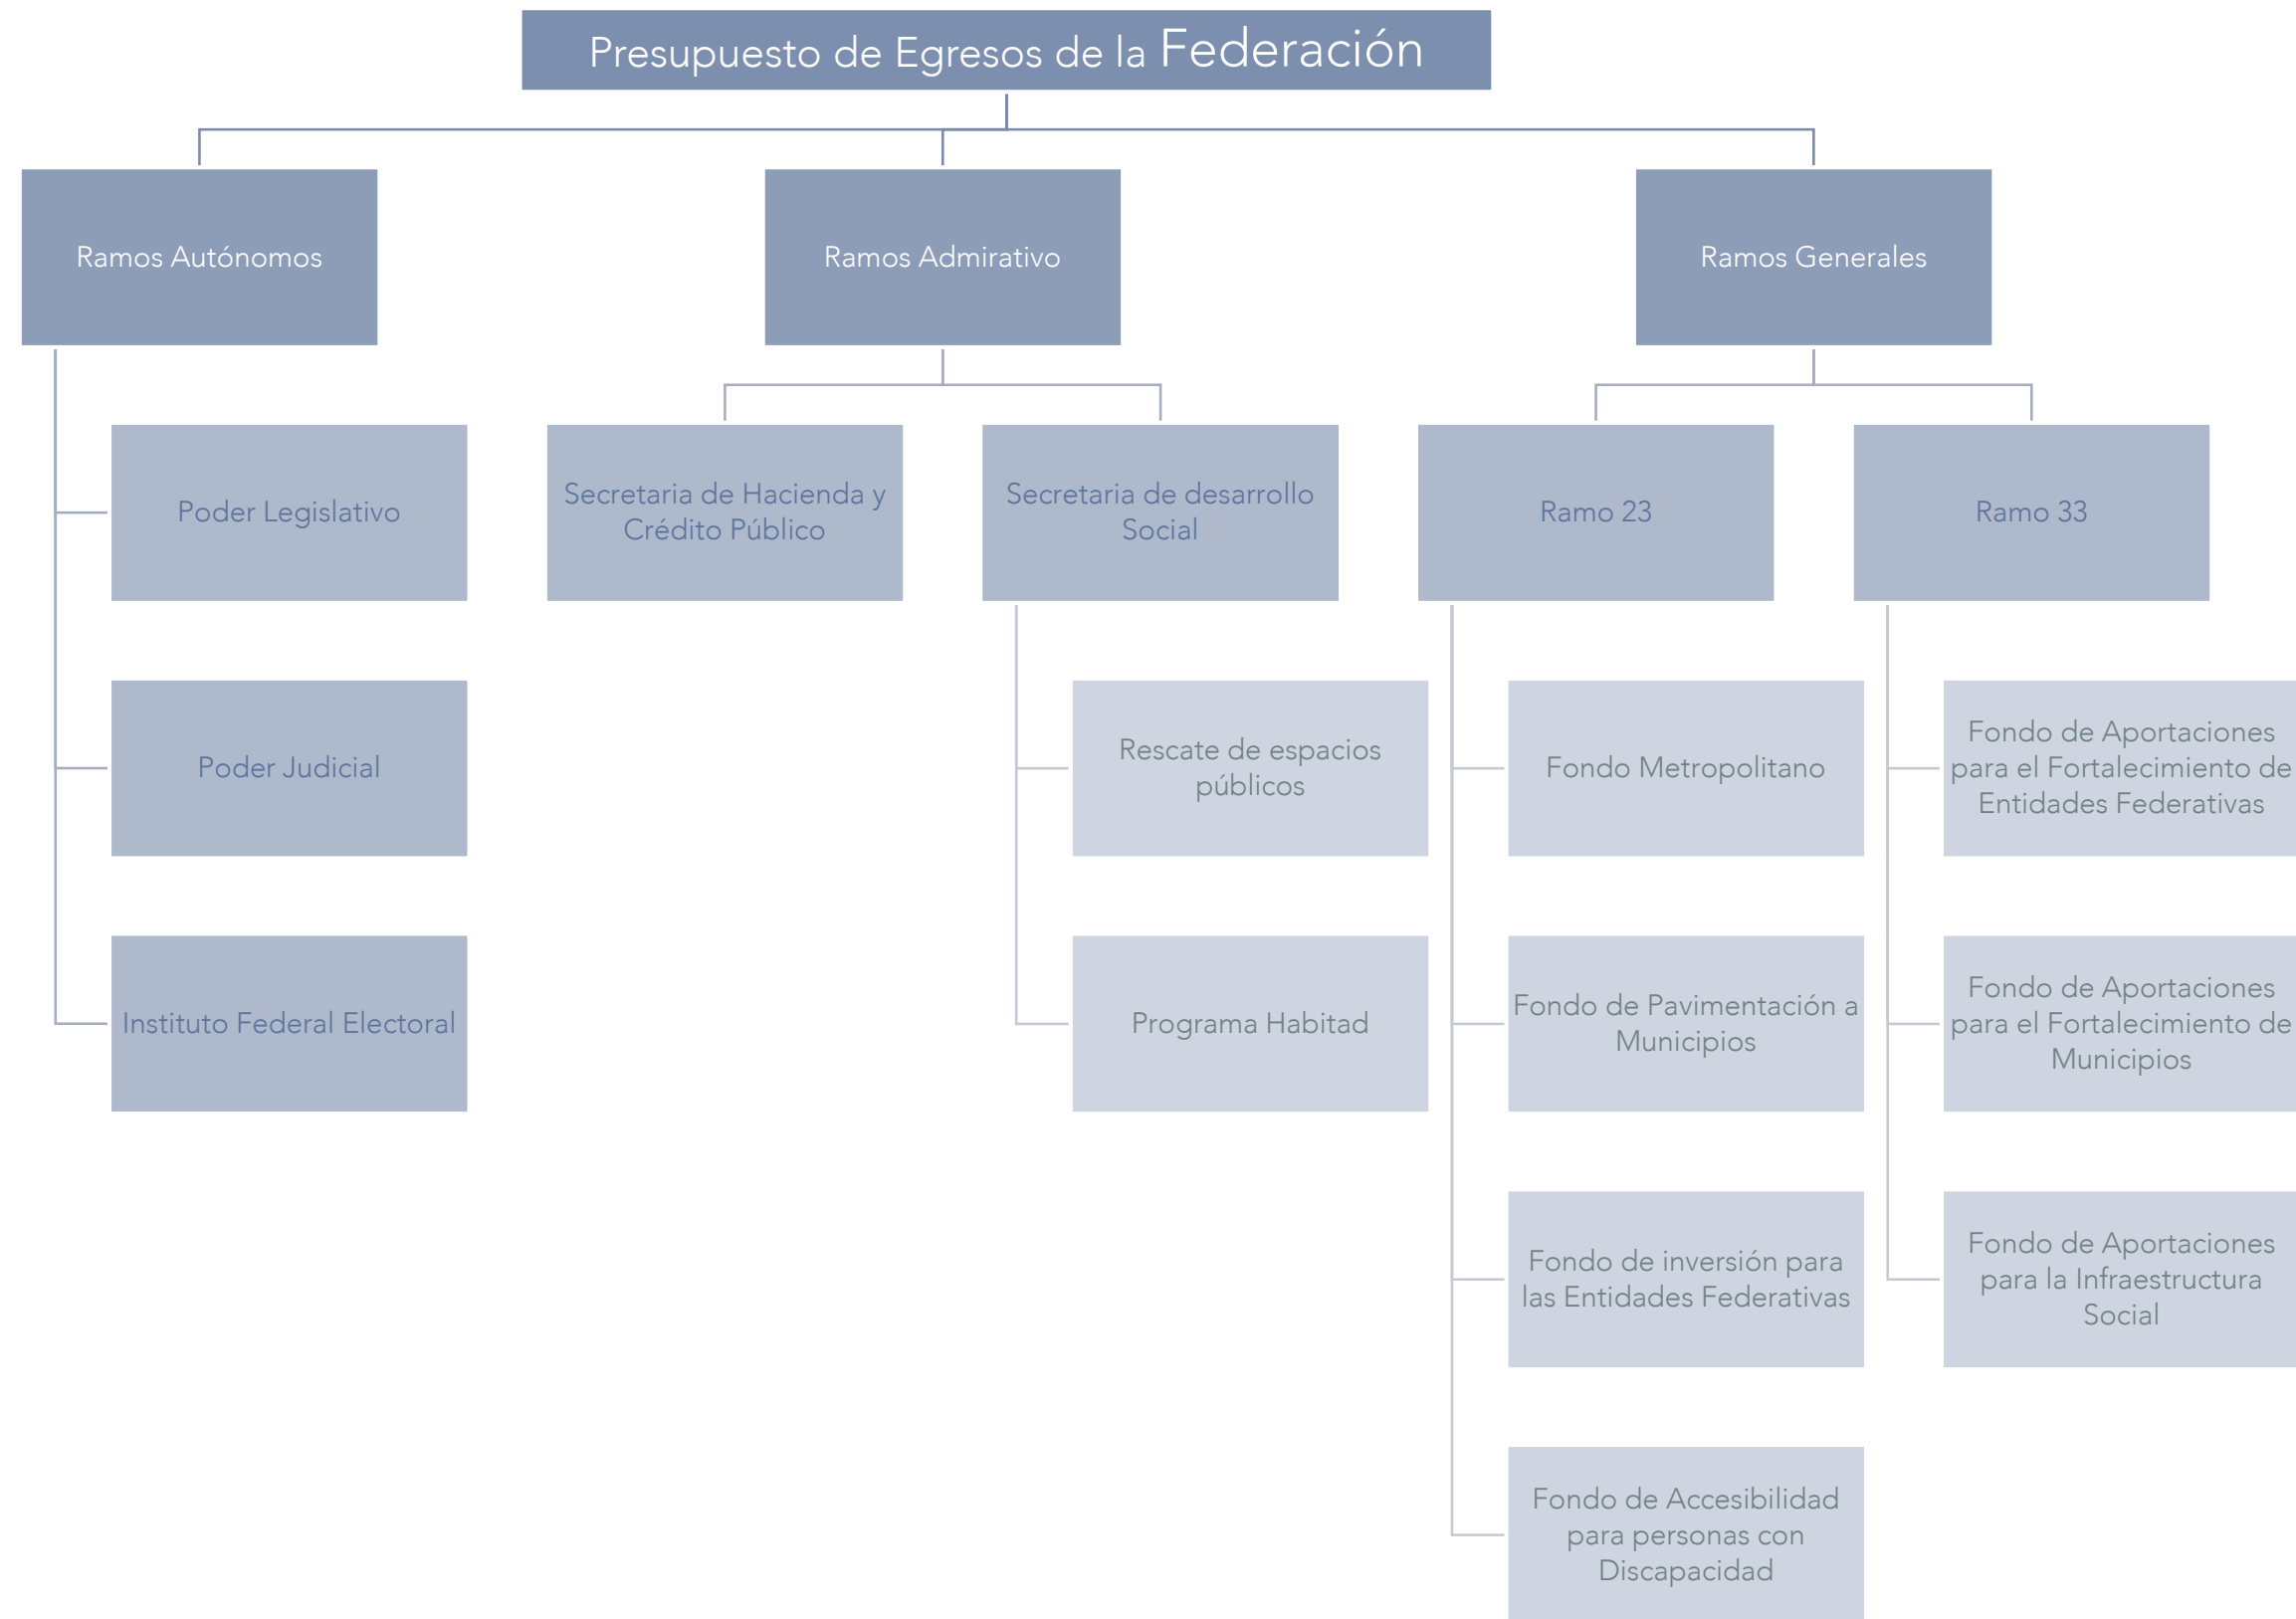 Presupuesto de Egresos de la Federación
Ramos Autónomos
Ramos Admirativo
Ramos Generales
Poder Legislativo
Secretaria de Hacienda y
Crédito Público
Secretaria de desarrollo
Social
Ramo 23
Ramo 33
Poder Judicial
Rescate de espacios
públicos
Fondo Metropolitano
Fondo de Aportaciones
para el Fortalecimiento de
Entidades Federativas
Instituto Federal Electoral
Programa Habitad
Fondo de Pavimentación a
Municipios
Fondo de Aportaciones
para el Fortalecimiento de
Municipios
Fondo de inversión para
las Entidades Federativas
Fondo de Aportaciones
para la Infraestructura
Social
Fondo de Accesibilidad
para personas con
Discapacidad